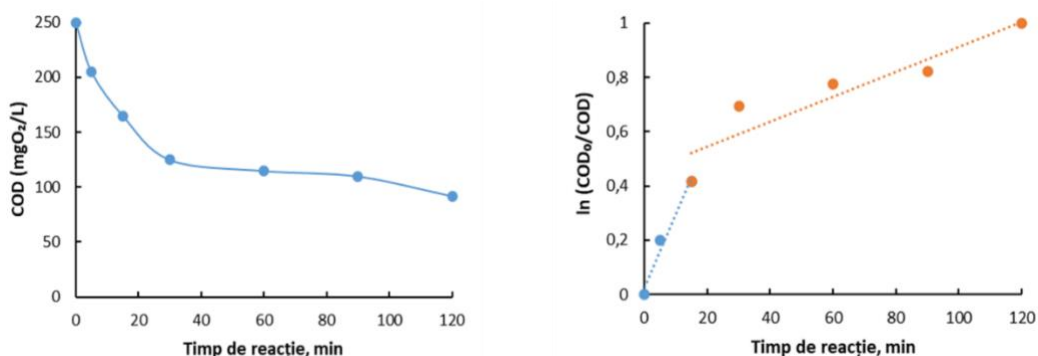 250
200
150
100
50
0
COD (mgO₂/L)
0 20 40 60 80 100 120
Timp de reacție, min
1
0,8
0,6
0,4
0,2
0
ln (COD₀/COD)
0 20 40 60 80 100 120
Timp de reacție, min